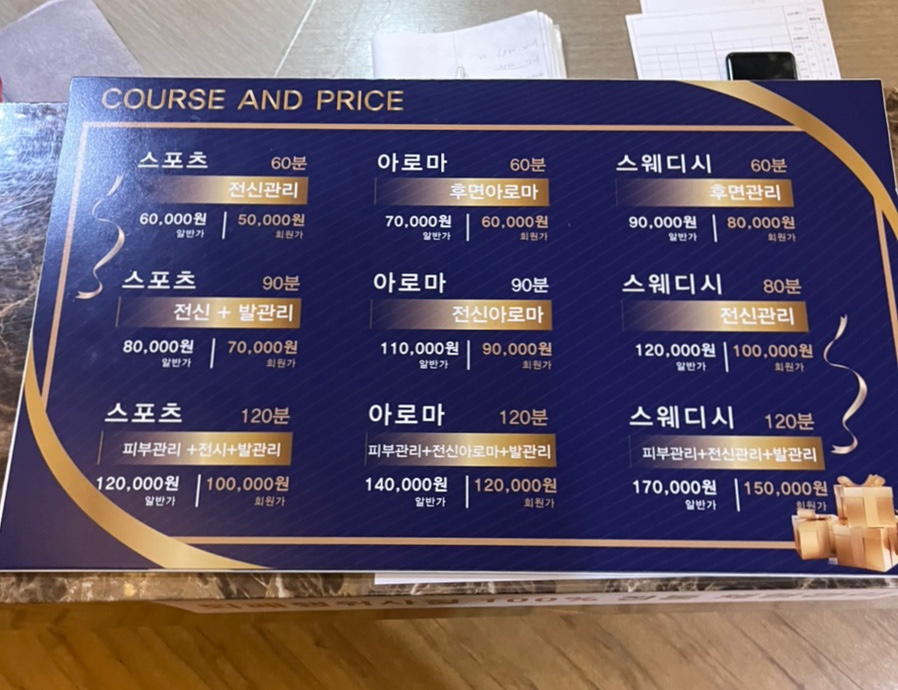 COURSE AND PRICE
스포츠 60분
전신관리
60,000원 50,000원
일반가 회원가
아로마 60분
후면아로마
70,000원 60,000원
일반가 회원가
스웨디시 60분
후면관리
90,000원 80,000원
일반가 회원가
스포츠 90분
전신 + 발관리
80,000원 70,000원
일반가 회원가
아로마 90분
전신아로마
110,000원 90,000원
일반가 회원가
스웨디시 80분
전신관리
120,000원 100,000원
일반가 회원가
스포츠 120분
피부관리 +전시+발관리
120,000원 100,000원
일반가 회원가
아로마 120분
피부관리+전신아로마+발관리
140,000원 120,000원
일반가 회원가
스웨디시 120분
피부관리+전신관리+발관리
170,000원 150,000원
일반가 회원가